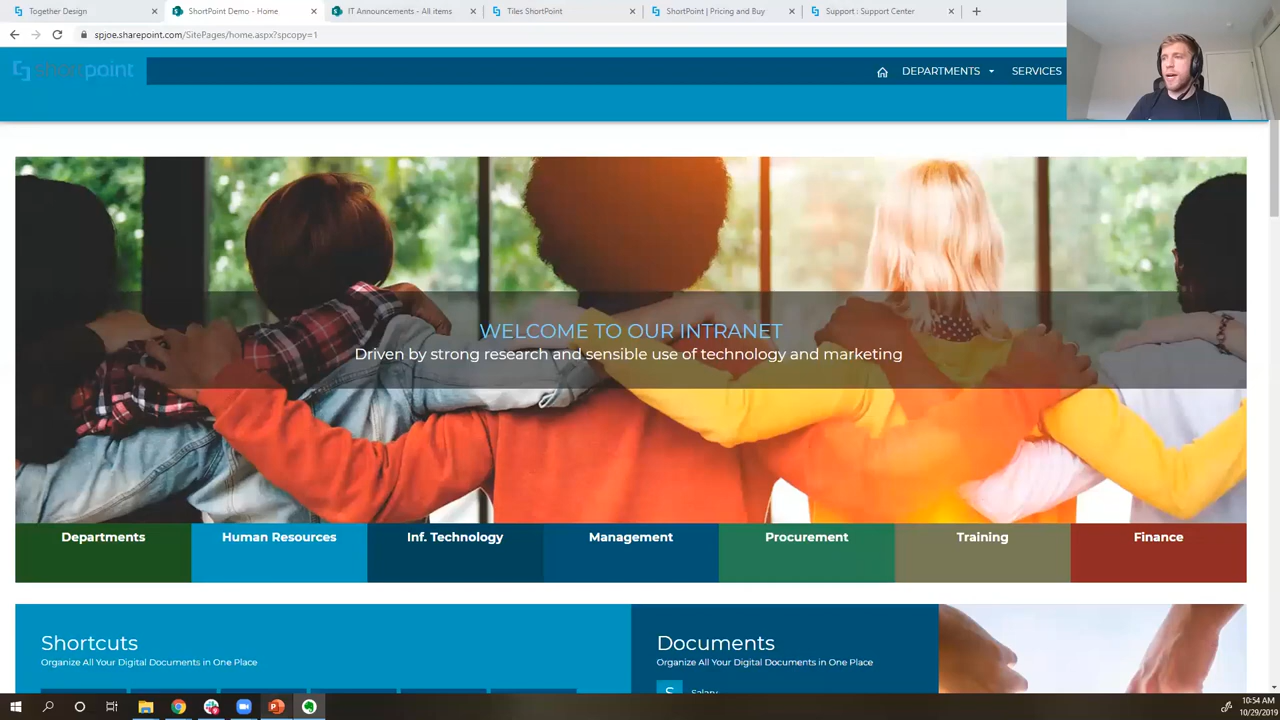 Together Design
ShortPoint Demo - Home
IT Announcements - All items
Tiles ShortPoint
ShortPoint | Pricing and Buy
Support : Support Center
spjoe.sharepoint.com/SitePages/home.aspx?spcopy=1
shortpoint
DEPARTMENTS
SERVICES
WELCOME TO OUR INTRANET
Driven by strong research and sensible use of technology and marketing
Departments
Human Resources
Inf. Technology
Management
Procurement
Training
Finance
Shortcuts
Organize All Your Digital Documents in One Place
Documents
Organize All Your Digital Documents in One Place
S
Salary
10:54 AM
10/29/2019